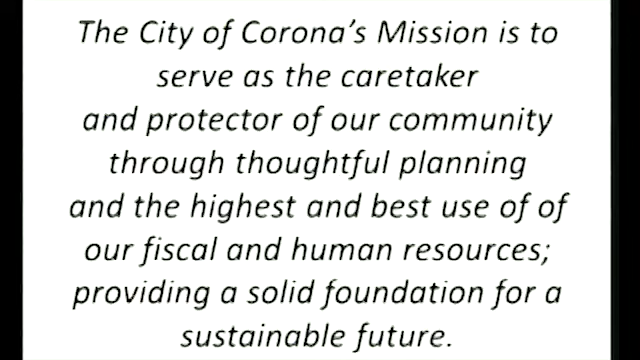 The City of Corona's Mission is to
serve as the caretaker
and protector of our community
through thoughtful planning
and the highest and best use of of
our fiscal and human resources;
providing a solid foundation for a
sustainable future.